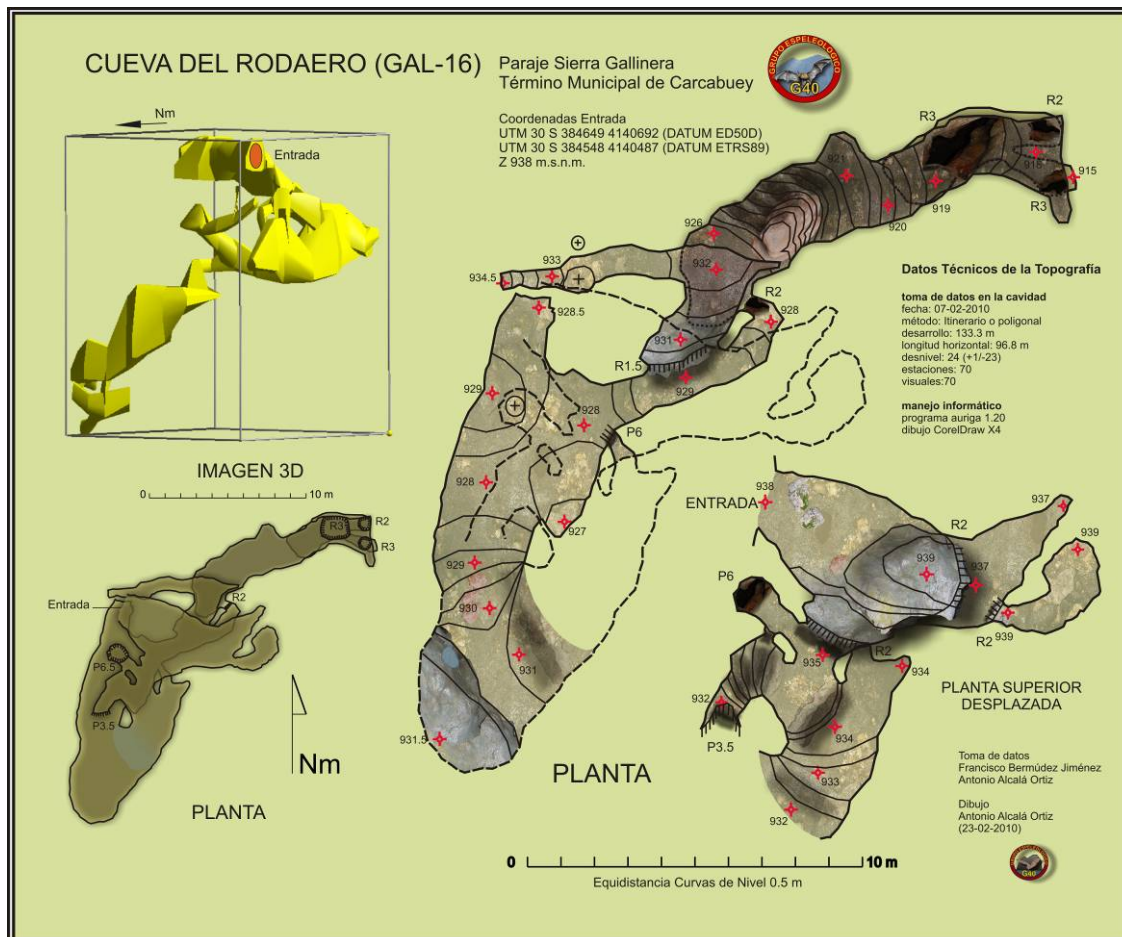 CUEVA DEL RODAERO (GAL-16)
Paraje Sierra Gallinera
Término Municipal de Carcabuey
GRUPO ESPELEOLÓGICO
G40
Coordenadas Entrada
UTM 30 S 384649 4140692 (DATUM ED50D)
UTM 30 S 384548 4140487 (DATUM ETRS89)
Z 938 m.s.n.m.
Nm
Entrada
IMAGEN 3D
0 10 m
R3
R2
R3
Entrada
R2
P6.5
P3.5
Nm
PLANTA
R3
R2
921
918
915
919
R3
920
926
932
933
934.5
R2
928.5
928
931
R1.5
929
929
928
P6
928
927
929
930
931
931.5
PLANTA
Datos Técnicos de la Topografía
toma de datos en la cavidad
fecha: 07-02-2010
método: Itinerario o poligonal
desarrollo: 133.3 m
longitud horizontal: 96.8 m
desnivel: 24 (+1/-23)
estaciones: 70
visuales:70
manejo informático
programa auriga 1.20
dibujo CorelDraw X4
938
ENTRADA
937
R2
939
939
937
P6
R2
939
R2
935
934
932
P3.5
934
933
932
PLANTA SUPERIOR
DESPLAZADA
Toma de datos
Francisco Bermúdez Jiménez
Antonio Alcalá Ortiz
Dibujo
Antonio Alcalá Ortiz
(23-02-2010)
G40
0 10 m
Equidistancia Curvas de Nivel 0.5 m